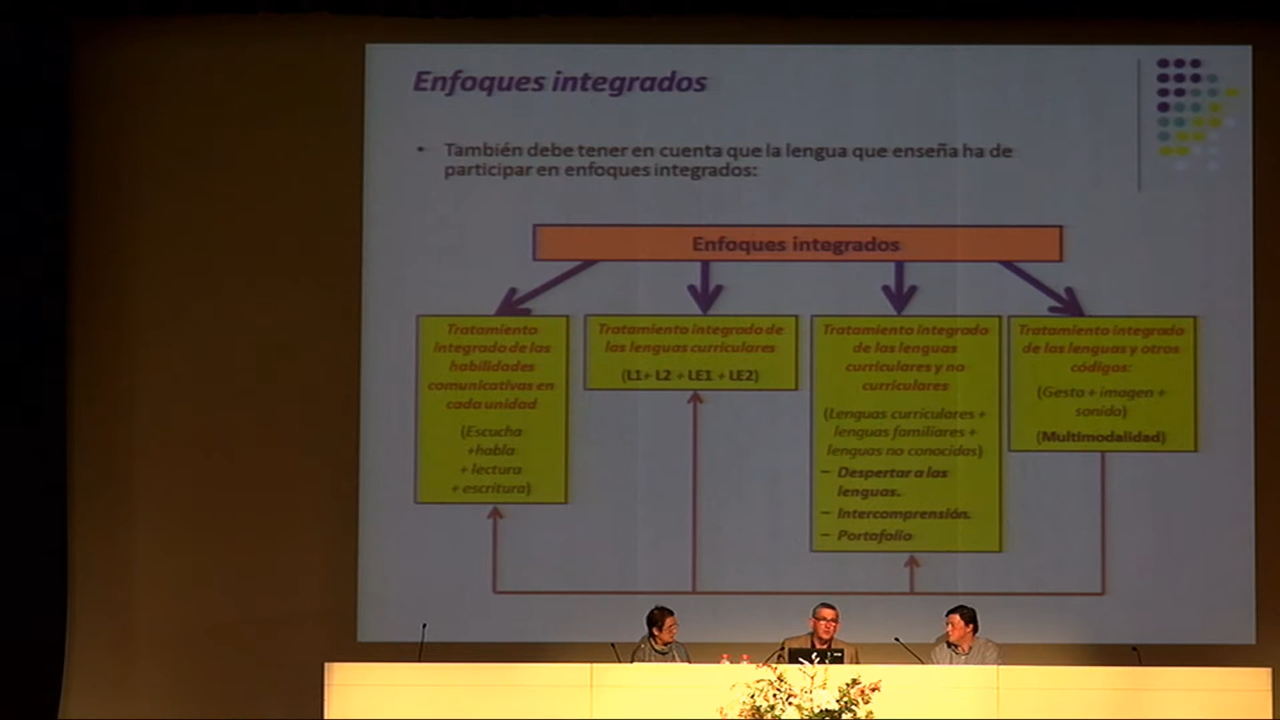 Enfoques integrados
• También debe tener en cuenta que la lengua que enseña ha de
participar en enfoques integrados:
Enfoques integrados
Tratamiento
integrado de las
habilidades
comunicativas en
cada unidad
(Escucha
+habla
+ lectura
+ escritura)
Tratamiento integrado de
las lenguas curriculares
(L1+ L2 + LE1 + LE2)
Tratamiento integrado
de las lenguas
curriculares y no
curriculares
(Lenguas curriculares +
lenguas familiares +
lenguas no conocidas)
– Despertar a las
lenguas.
– Intercomprensión.
– Portafolio
Tratamiento integrado
de las lenguas y otros
códigos:
(Gesto + imagen +
sonido)
(Multimodalidad)